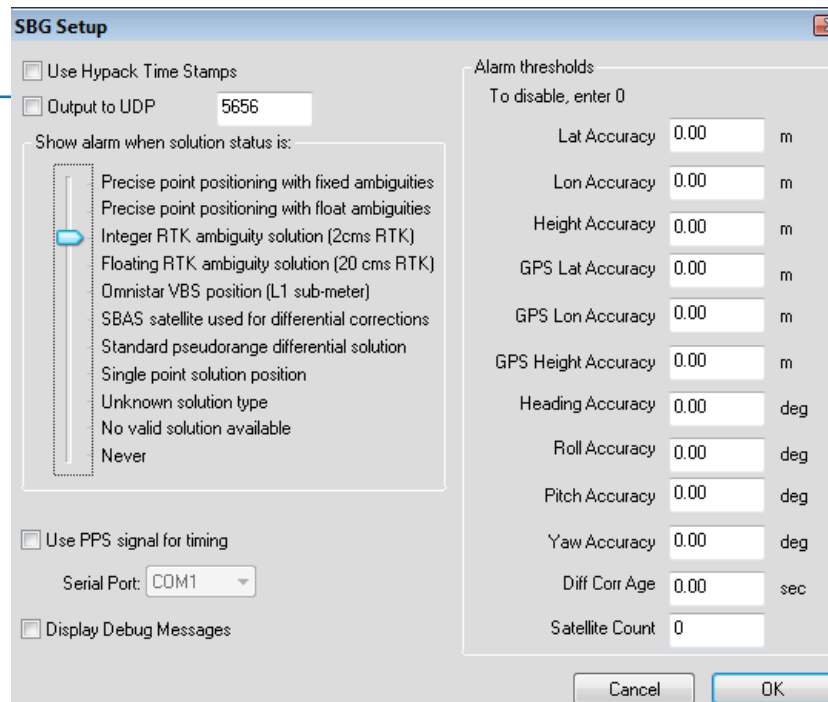 SBG Setup
Use Hypack Time Stamps
Output to UDP 5656
Show alarm when solution status is:
Precise point positioning with fixed ambiguities
Precise point positioning with float ambiguities
Integer RTK ambiguity solution (2cms RTK)
Floating RTK ambiguity solution (20 cms RTK)
Omnistar VBS position (L1 sub-meter)
SBAS satellite used for differential corrections
Standard pseudorange differential solution
Single point solution position
Unknown solution type
No valid solution available
Never
Use PPS signal for timing
Serial Port: COM1
Display Debug Messages
Alarm thresholds
To disable, enter 0
Lat Accuracy 0.00 m
Lon Accuracy 0.00 m
Height Accuracy 0.00 m
GPS Lat Accuracy 0.00 m
GPS Lon Accuracy 0.00 m
GPS Height Accuracy 0.00 m
Heading Accuracy 0.00 deg
Roll Accuracy 0.00 deg
Pitch Accuracy 0.00 deg
Yaw Accuracy 0.00 deg
Diff Corr Age 0.00 sec
Satellite Count 0
Cancel OK